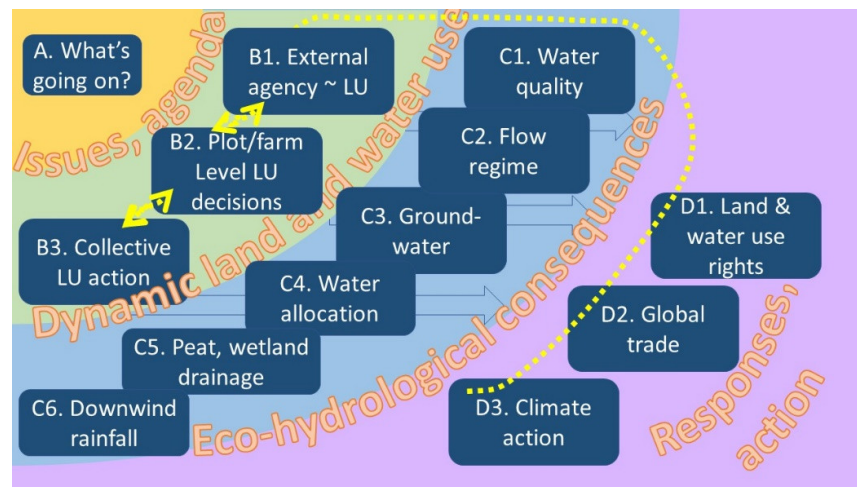 A. What's
going on?
Issues, agenda
B1. External
agency ~ LU
B2. Plot/farm
Level LU
decisions
B3. Collective
LU action
Dynamic land and water use
C1. Water
quality
C2. Flow
regime
C3. Ground-
water
C4. Water
allocation
C5. Peat, wetland
drainage
C6. Downwind
rainfall
Eco-hydrological consequences
D1. Land &
water use
rights
D2. Global
trade
D3. Climate
action
Responses,
action